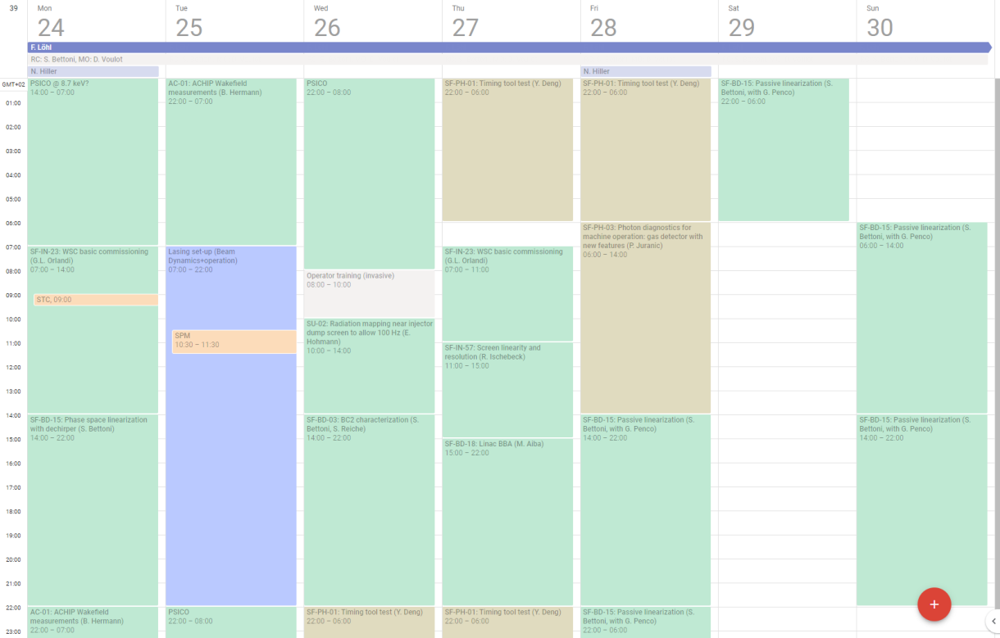 39
Mon
Tue
Wed
Thu
Fri
Sat
Sun
24
25
26
27
28
29
30
F. Löhl
RC: S. Bettoni, MO: D. Voulot
N. Hiller
N. Hiller
GMT+02
01:00
02:00
03:00
04:00
05:00
06:00
07:00
08:00
09:00
10:00
11:00
12:00
13:00
14:00
15:00
16:00
17:00
18:00
19:00
20:00
21:00
22:00
23:00
PSICO @ 8.7 keV?
14:00 – 07:00
SF-IN-23: WSC basic commissioning
(G.L. Orlandi)
07:00 – 14:00
STC, 09:00
SF-BD-15: Phase space linearization
with dechirper (S. Bettoni)
14:00 – 22:00
AC-01: ACHIP Wakefield
measurements (B. Hermann)
22:00 – 07:00
AC-01: ACHIP Wakefield
measurements (B. Hermann)
22:00 – 07:00
Lasing set-up (Beam
Dynamics+operation)
07:00 – 22:00
SPM
10:30 – 11:30
PSICO
22:00 – 08:00
PSICO
22:00 – 08:00
Operator training (invasive)
08:00 – 10:00
SU-02: Radiation mapping near injector
dump screen to allow 100 Hz (E.
Hohmann)
10:00 – 14:00
SF-BD-03: BC2 characterization (S.
Bettoni, S. Reiche)
14:00 – 22:00
SF-PH-01: Timing tool test (Y. Deng)
22:00 – 06:00
SF-PH-01: Timing tool test (Y. Deng)
22:00 – 06:00
SF-IN-23: WSC basic commissioning
(G.L. Orlandi)
07:00 – 11:00
SF-IN-57: Screen linearity and
resolution (R. Ischebeck)
11:00 – 15:00
SF-BD-18: Linac BBA (M. Aiba)
15:00 – 22:00
SF-PH-01: Timing tool test (Y. Deng)
22:00 – 06:00
SF-PH-01: Timing tool test (Y. Deng)
22:00 – 06:00
SF-PH-03: Photon diagnostics for
machine operation: gas detector with
new features (P. Juranic)
06:00 – 14:00
SF-BD-15: Passive linearization (S.
Bettoni, with G. Penco)
14:00 – 22:00
SF-BD-15: Passive linearization (S.
Bettoni, with G. Penco)
22:00 – 06:00
SF-BD-15: Passive linearization (S.
Bettoni, with G. Penco)
22:00 – 06:00
SF-BD-15: Passive linearization (S.
Bettoni, with G. Penco)
06:00 – 14:00
SF-BD-15: Passive linearization (S.
Bettoni, with G. Penco)
14:00 – 22:00